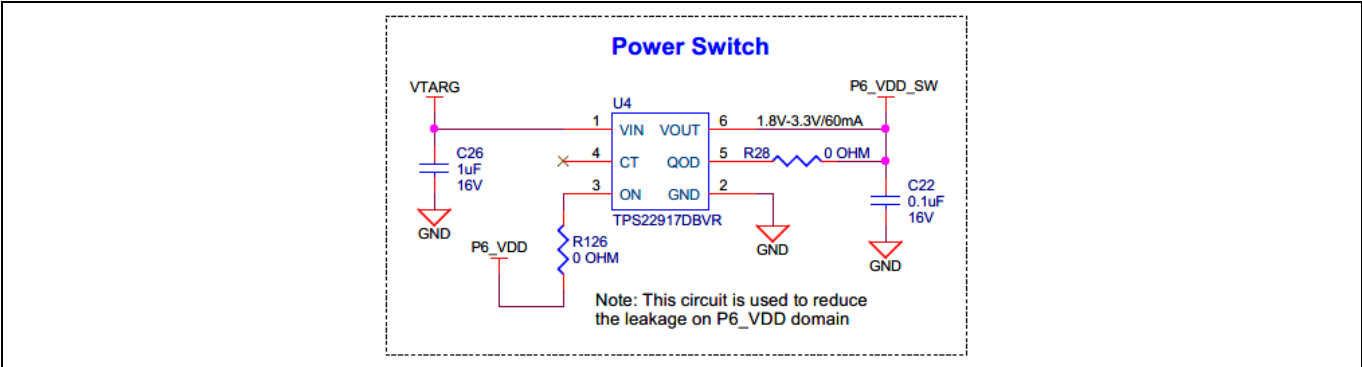 Power Switch
VTARG
P6_VDD_SW
U4
1 VIN VOUT 6 1.8V-3.3V/60mA
4 CT QOD 5 R28 0 OHM
3 ON GND 2
TPS22917DBVR
C26
1uF
16V
GND
C22
0.1uF
16V
GND
GND
P6_VDD
R126
0 OHM
Note: This circuit is used to reduce
the leakage on P6_VDD domain